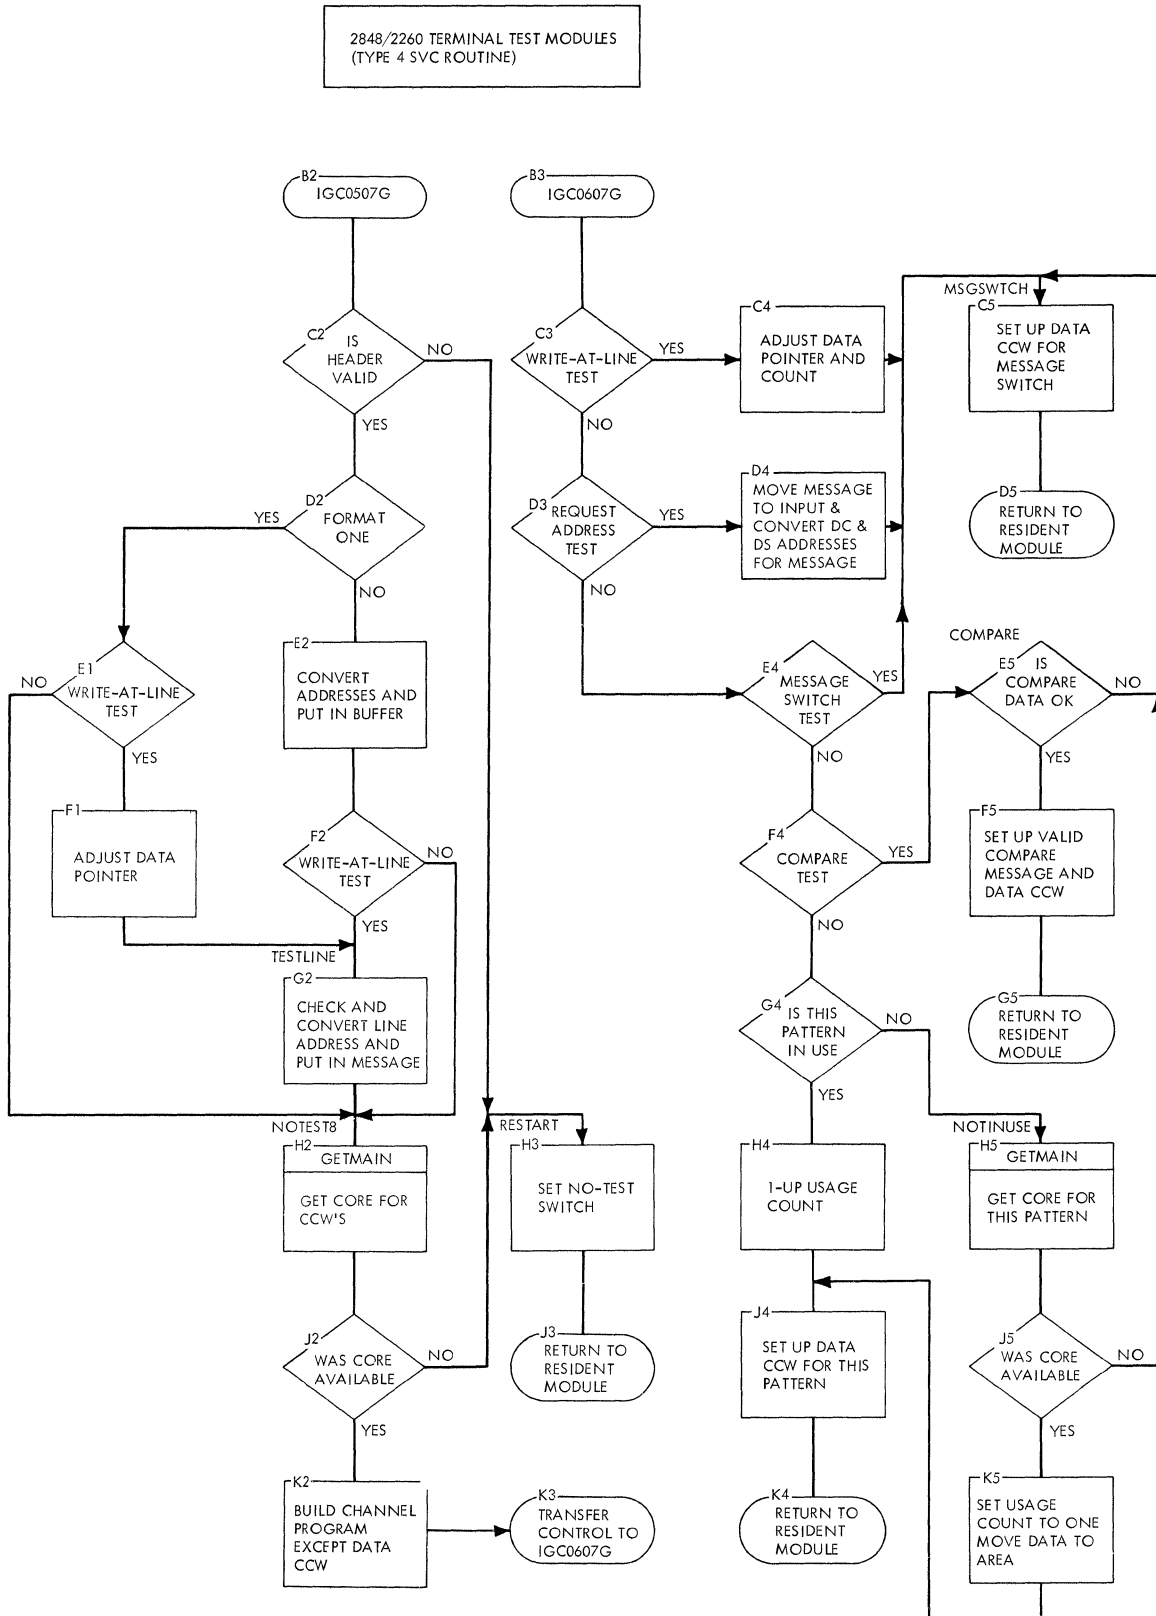 2848/2260 TERMINAL TEST MODULES
(TYPE 4 SVC ROUTINE)
B2
IGC0507G
B3
IGC0607G
MSGSWTCH
C2
IS
HEADER
VALID
NO
YES
C3
WRITE-AT-LINE
TEST
YES
NO
C4
ADJUST DATA
POINTER AND
COUNT
C5
SET UP DATA
CCW FOR
MESSAGE
SWITCH
D2
FORMAT
ONE
YES
NO
D3
REQUEST
ADDRESS
TEST
YES
NO
D4
MOVE MESSAGE
TO INPUT &
CONVERT DC &
DS ADDRESSES
FOR MESSAGE
D5
RETURN TO
RESIDENT
MODULE
E1
WRITE-AT-LINE
TEST
NO
YES
E2
CONVERT
ADDRESSES AND
PUT IN BUFFER
E4
MESSAGE
SWITCH
TEST
YES
NO
COMPARE
E5
IS
COMPARE
DATA OK
NO
YES
F1
ADJUST DATA
POINTER
F2
WRITE-AT-LINE
TEST
NO
YES
F4
COMPARE
TEST
YES
NO
F5
SET UP VALID
COMPARE
MESSAGE AND
DATA CCW
TESTLINE
G2
CHECK AND
CONVERT LINE
ADDRESS AND
PUT IN MESSAGE
G4
IS THIS
PATTERN
IN USE
NO
YES
G5
RETURN TO
RESIDENT
MODULE
NOTEST8
H2
GETMAIN
GET CORE FOR
CCW'S
RESTART
H3
SET NO-TEST
SWITCH
H4
1-UP USAGE
COUNT
NOTINUSE
H5
GETMAIN
GET CORE FOR
THIS PATTERN
J2
WAS CORE
AVAILABLE
NO
YES
J3
RETURN TO
RESIDENT
MODULE
J4
SET UP DATA
CCW FOR THIS
PATTERN
J5
WAS CORE
AVAILABLE
NO
YES
K2
BUILD CHANNEL
PROGRAM
EXCEPT DATA
CCW
K3
TRANSFER
CONTROL TO
IGC0607G
K4
RETURN TO
RESIDENT
MODULE
K5
SET USAGE
COUNT TO ONE
MOVE DATA TO
AREA